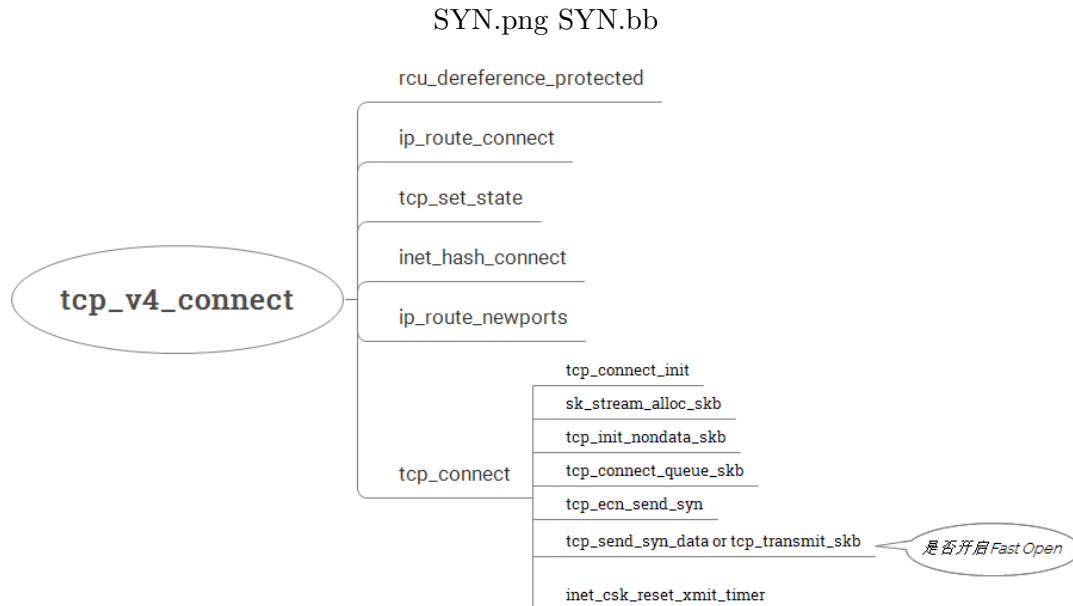 SYN.png SYN.bb
rcu_dereference_protected
ip_route_connect
tcp_set_state
inet_hash_connect
tcp_v4_connect
ip_route_newports
tcp_connect_init
sk_stream_alloc_skb
tcp_init_nondata_skb
tcp_connect
tcp_connect_queue_skb
tcp_ecn_send_syn
tcp_send_syn_data or tcp_transmit_skb
是否开启Fast Open
inet_csk_reset_xmit_timer